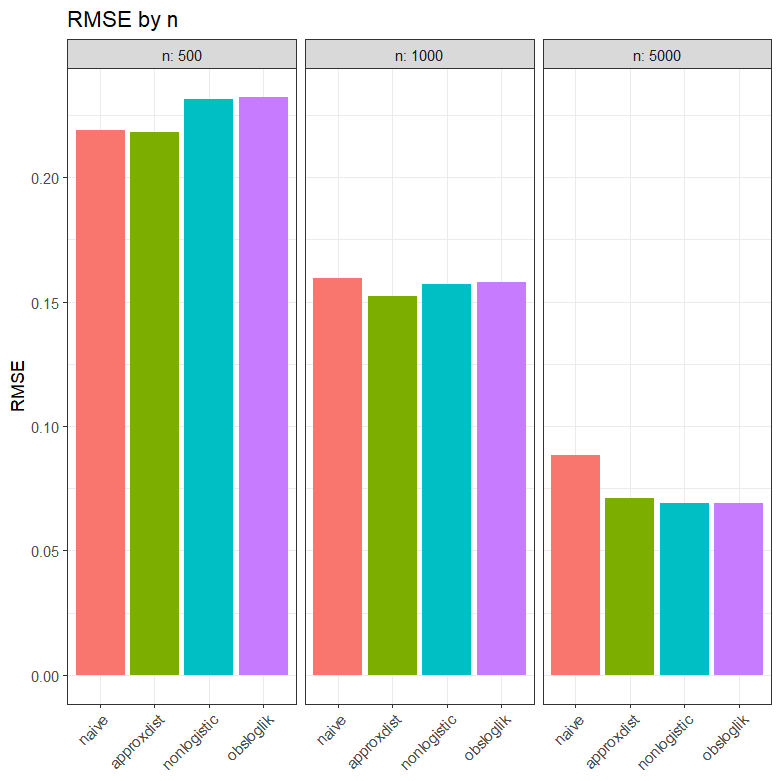 RMSE by n
n: 500
n: 1000
n: 5000
RMSE
0.20
0.15
0.10
0.05
0.00
naive
approxdist
nonlogistic
obsloglik
naive
approxdist
nonlogistic
obsloglik
naive
approxdist
nonlogistic
obsloglik